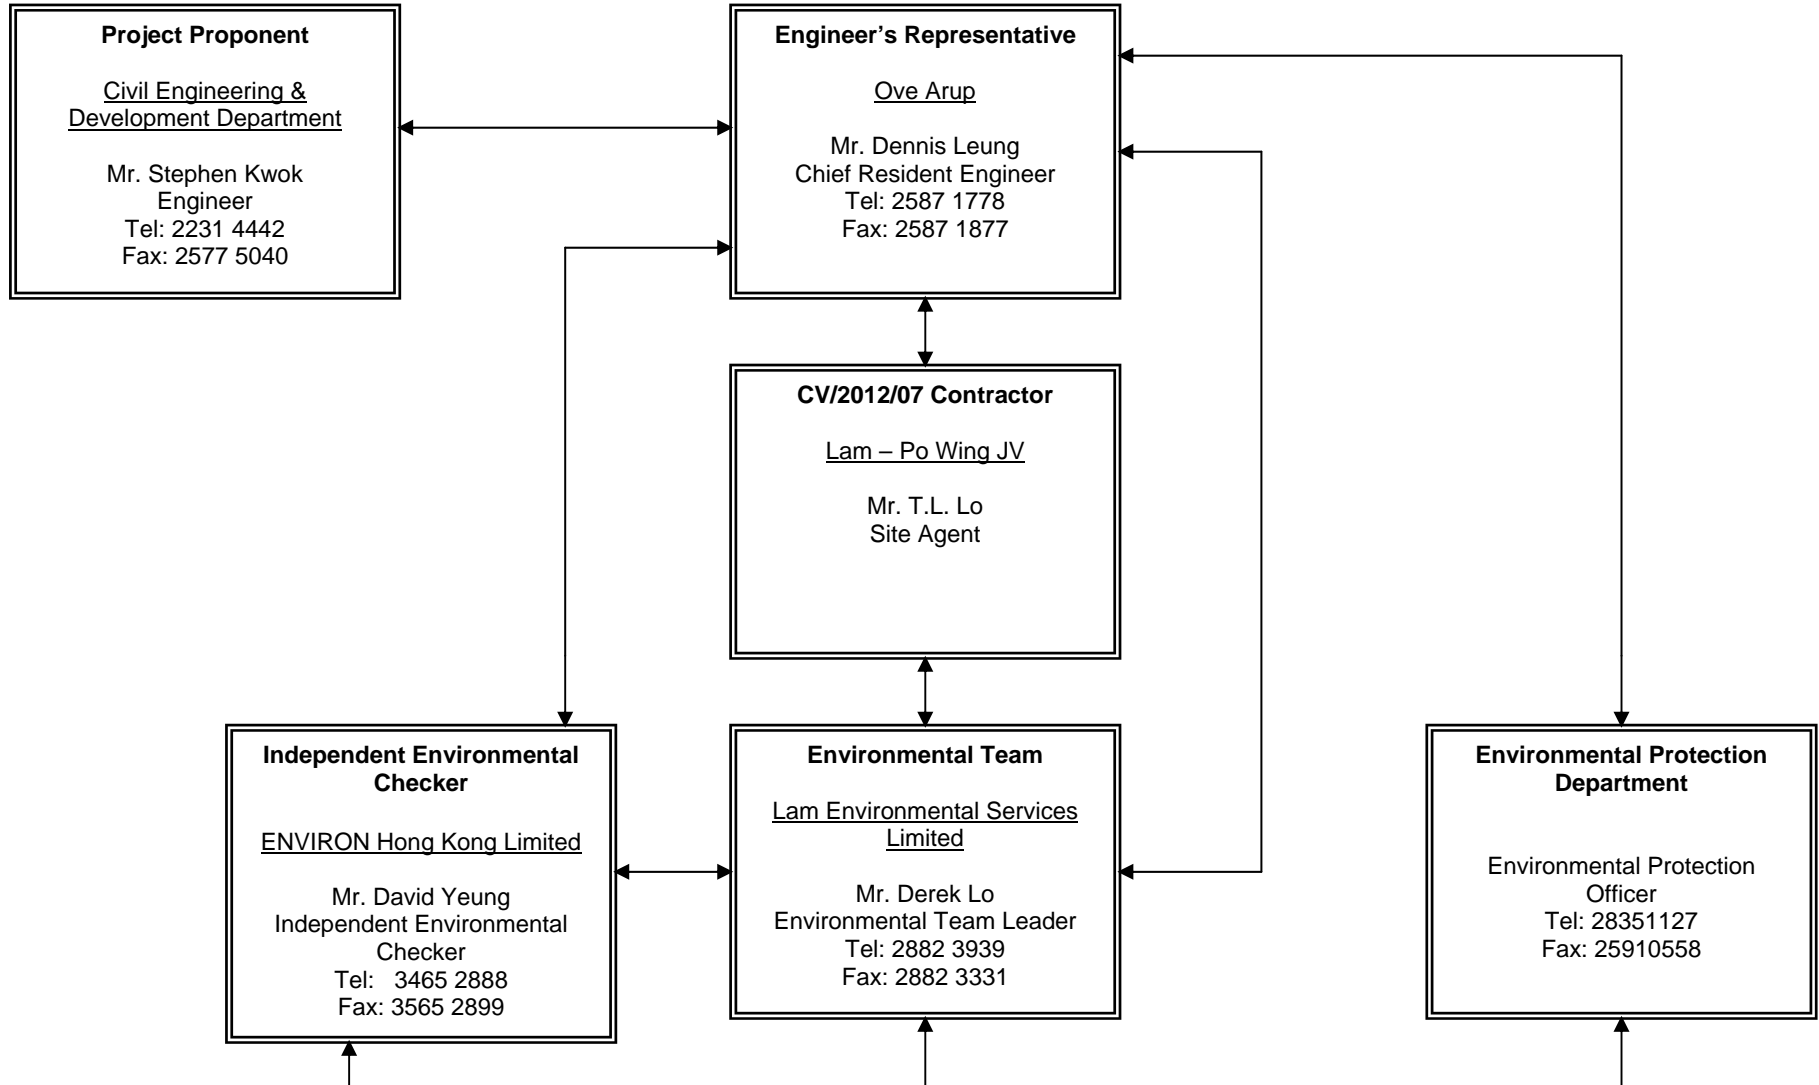 Project Proponent
Civil Engineering &
Development Department
Mr. Stephen Kwok
Engineer
Tel: 2231 4442
Fax: 2577 5040
Engineer's Representative
Ove Arup
Mr. Dennis Leung
Chief Resident Engineer
Tel: 2587 1778
Fax: 2587 1877
CV/2012/07 Contractor
Lam – Po Wing JV
Mr. T.L. Lo
Site Agent
Independent Environmental
Checker
ENVIRON Hong Kong Limited
Mr. David Yeung
Independent Environmental
Checker
Tel:   3465 2888
Fax: 3565 2899
Environmental Team
Lam Environmental Services
Limited
Mr. Derek Lo
Environmental Team Leader
Tel: 2882 3939
Fax: 2882 3331
Environmental Protection
Department
Environmental Protection
Officer
Tel: 28351127
Fax: 25910558